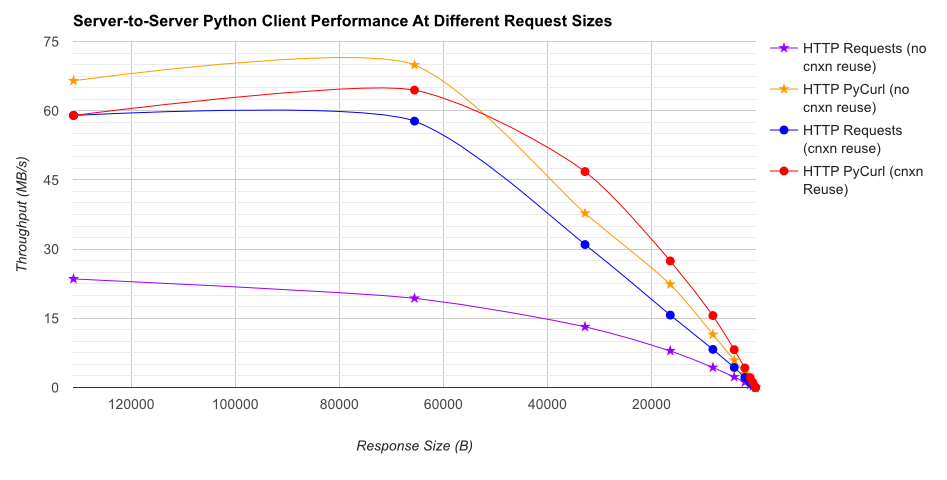 Server-to-Server Python Client Performance At Different Request Sizes
75
60
45
30
15
0
Throughput (MB/s)
120000
100000
80000
60000
40000
20000
Response Size (B)
HTTP Requests (no
cnxn reuse)
HTTP PyCurl (no
cnxn reuse)
HTTP Requests
(cnxn reuse)
HTTP PyCurl (cnxn
Reuse)